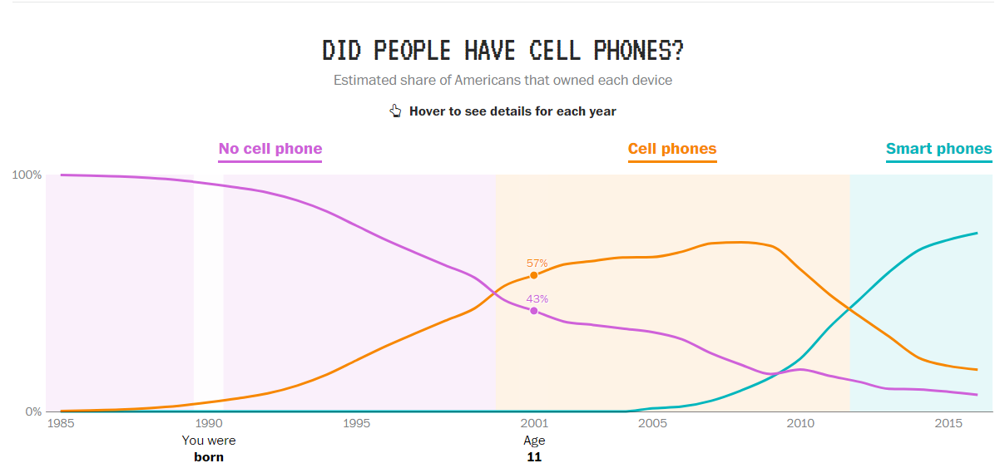 DID PEOPLE HAVE CELL PHONES?
Estimated share of Americans that owned each device
Hover to see details for each year
No cell phone Cell phones Smart phones
100%
57%
43%
0%
1985 1990 1995 2001 2005 2010 2015
You were Age
born 11